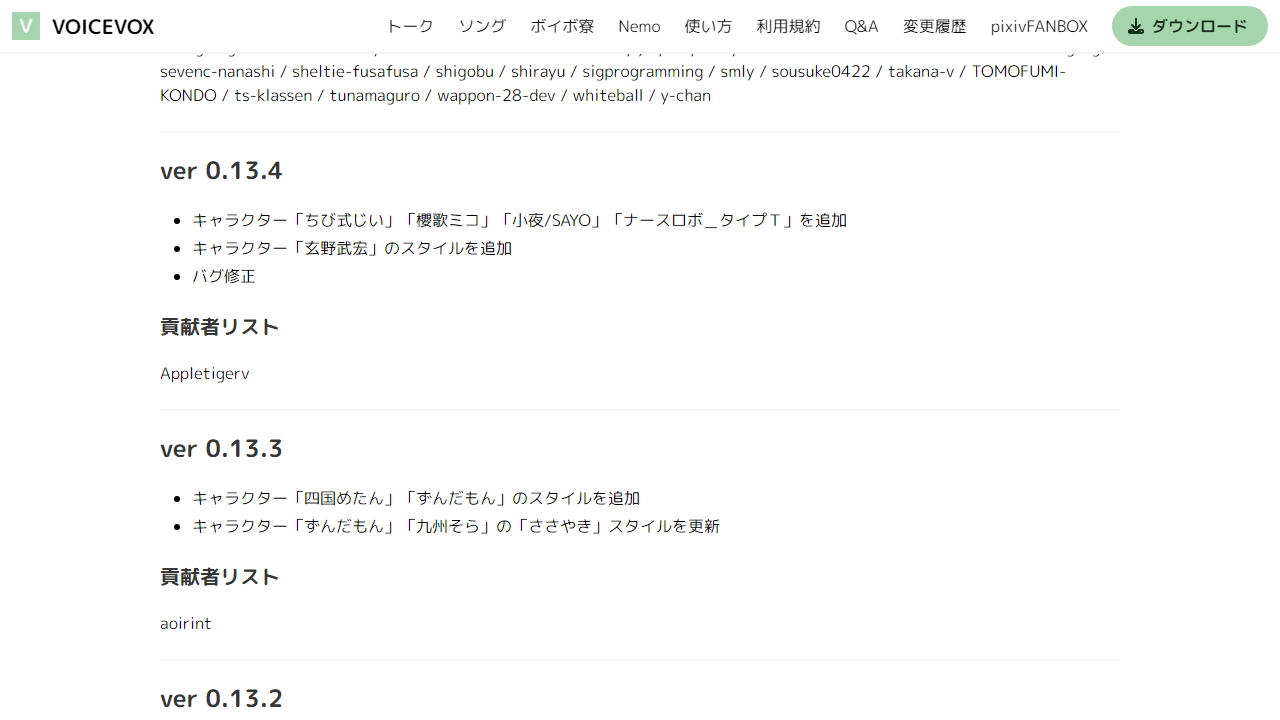 V VOICEVOX トーク ソング ボイボ寮 Nemo 使い方 利用規約 Q&A 変更履歴 pixivFANBOX ダウンロード
sevenc-nanashi / sheltie-fusafusa / shigobu / shirayu / sigprogramming / smly / sousuke0422 / takana-v / TOMOFUMI-
KONDO / ts-klassen / tunamaguro / wappon-28-dev / whiteball / y-chan
ver 0.13.4
キャラクター「ちび式じい」「櫻歌ミコ」「小夜/SAYO」「ナースロボ＿タイプＴ」を追加
キャラクター「玄野武宏」のスタイルを追加
バグ修正
貢献者リスト
Appletigerv
ver 0.13.3
キャラクター「四国めたん」「ずんだもん」のスタイルを追加
キャラクター「ずんだもん」「九州そら」の「ささやき」スタイルを更新
貢献者リスト
aoirint
ver 0.13.2